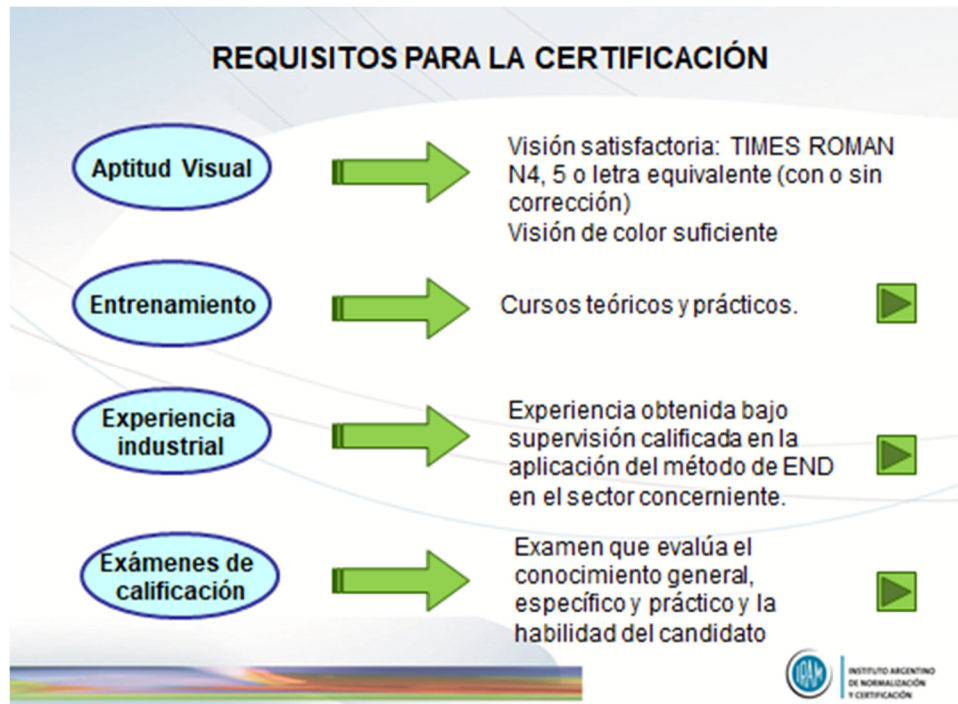 REQUISITOS PARA LA CERTIFICACIÓN
Aptitud Visual
Visión satisfactoria: TIMES ROMAN
N4, 5 o letra equivalente (con o sin
corrección)
Visión de color suficiente
Entrenamiento
Cursos teóricos y prácticos.
Experiencia
industrial
Experiencia obtenida bajo
supervisión calificada en la
aplicación del método de END
en el sector concerniente.
Exámenes de
calificación
Examen que evalúa el
conocimiento general,
específico y práctico y la
habilidad del candidato
IRAM
INSTITUTO ARGENTINO
DE NORMALIZACIÓN
Y CERTIFICACIÓN